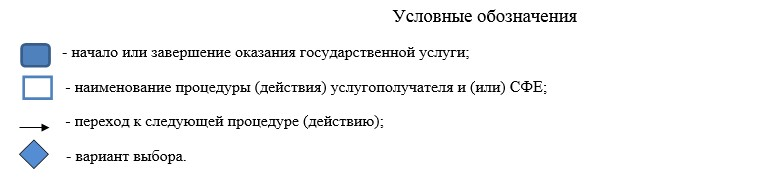 Условные обозначения
- начало или завершение оказания государственной услуги;
- наименование процедуры (действия) услугополучателя и (или) СФЕ;
- переход к следующей процедуре (действию);
- вариант выбора.